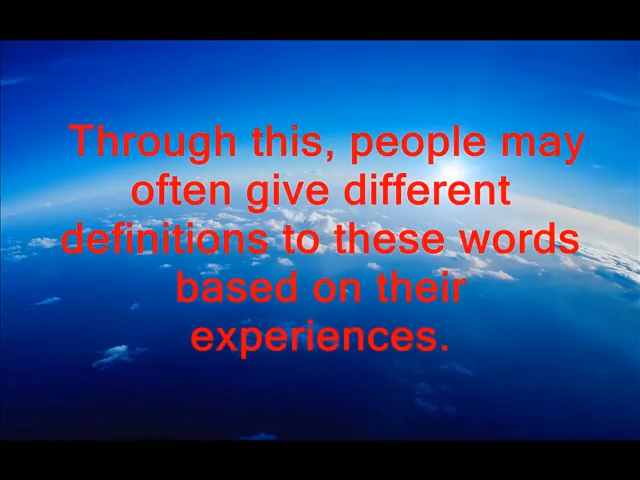 Through this, people may
often give different
definitions to these words
based on their
experiences.